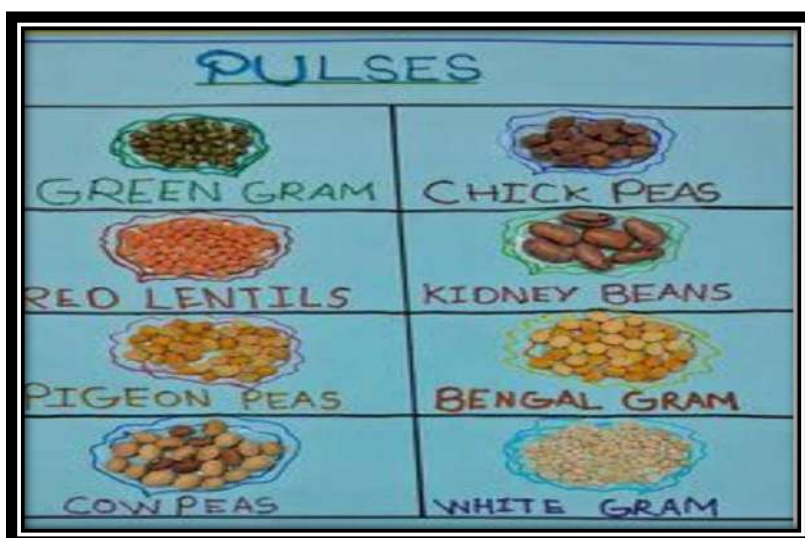 PULSES
GREEN GRAM
CHICK PEAS
RED LENTILS
KIDNEY BEANS
PIGEON PEAS
BENGAL GRAM
COW PEAS
WHITE GRAM